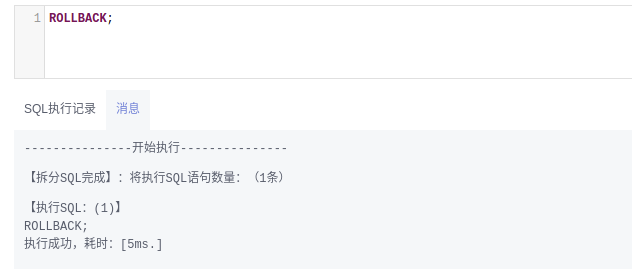 1 ROLLBACK;
SQL执行记录 消息
---------------开始执行---------------
【拆分SQL完成】：将执行SQL语句数量：（1条）
【执行SQL：(1)】
ROLLBACK;
执行成功，耗时：[5ms.]